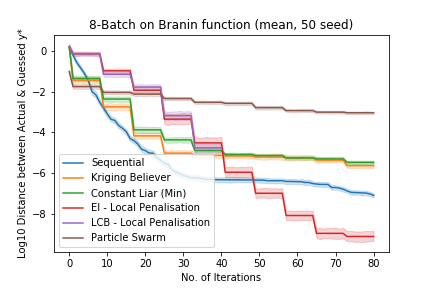 8-Batch on Branin function (mean, 50 seed)
Log10 Distance between Actual & Guessed y*
0
−2
−4
−6
−8
Sequential
Kriging Believer
Constant Liar (Min)
EI - Local Penalisation
LCB - Local Penalisation
Particle Swarm
0 10 20 30 40 50 60 70 80
No. of Iterations